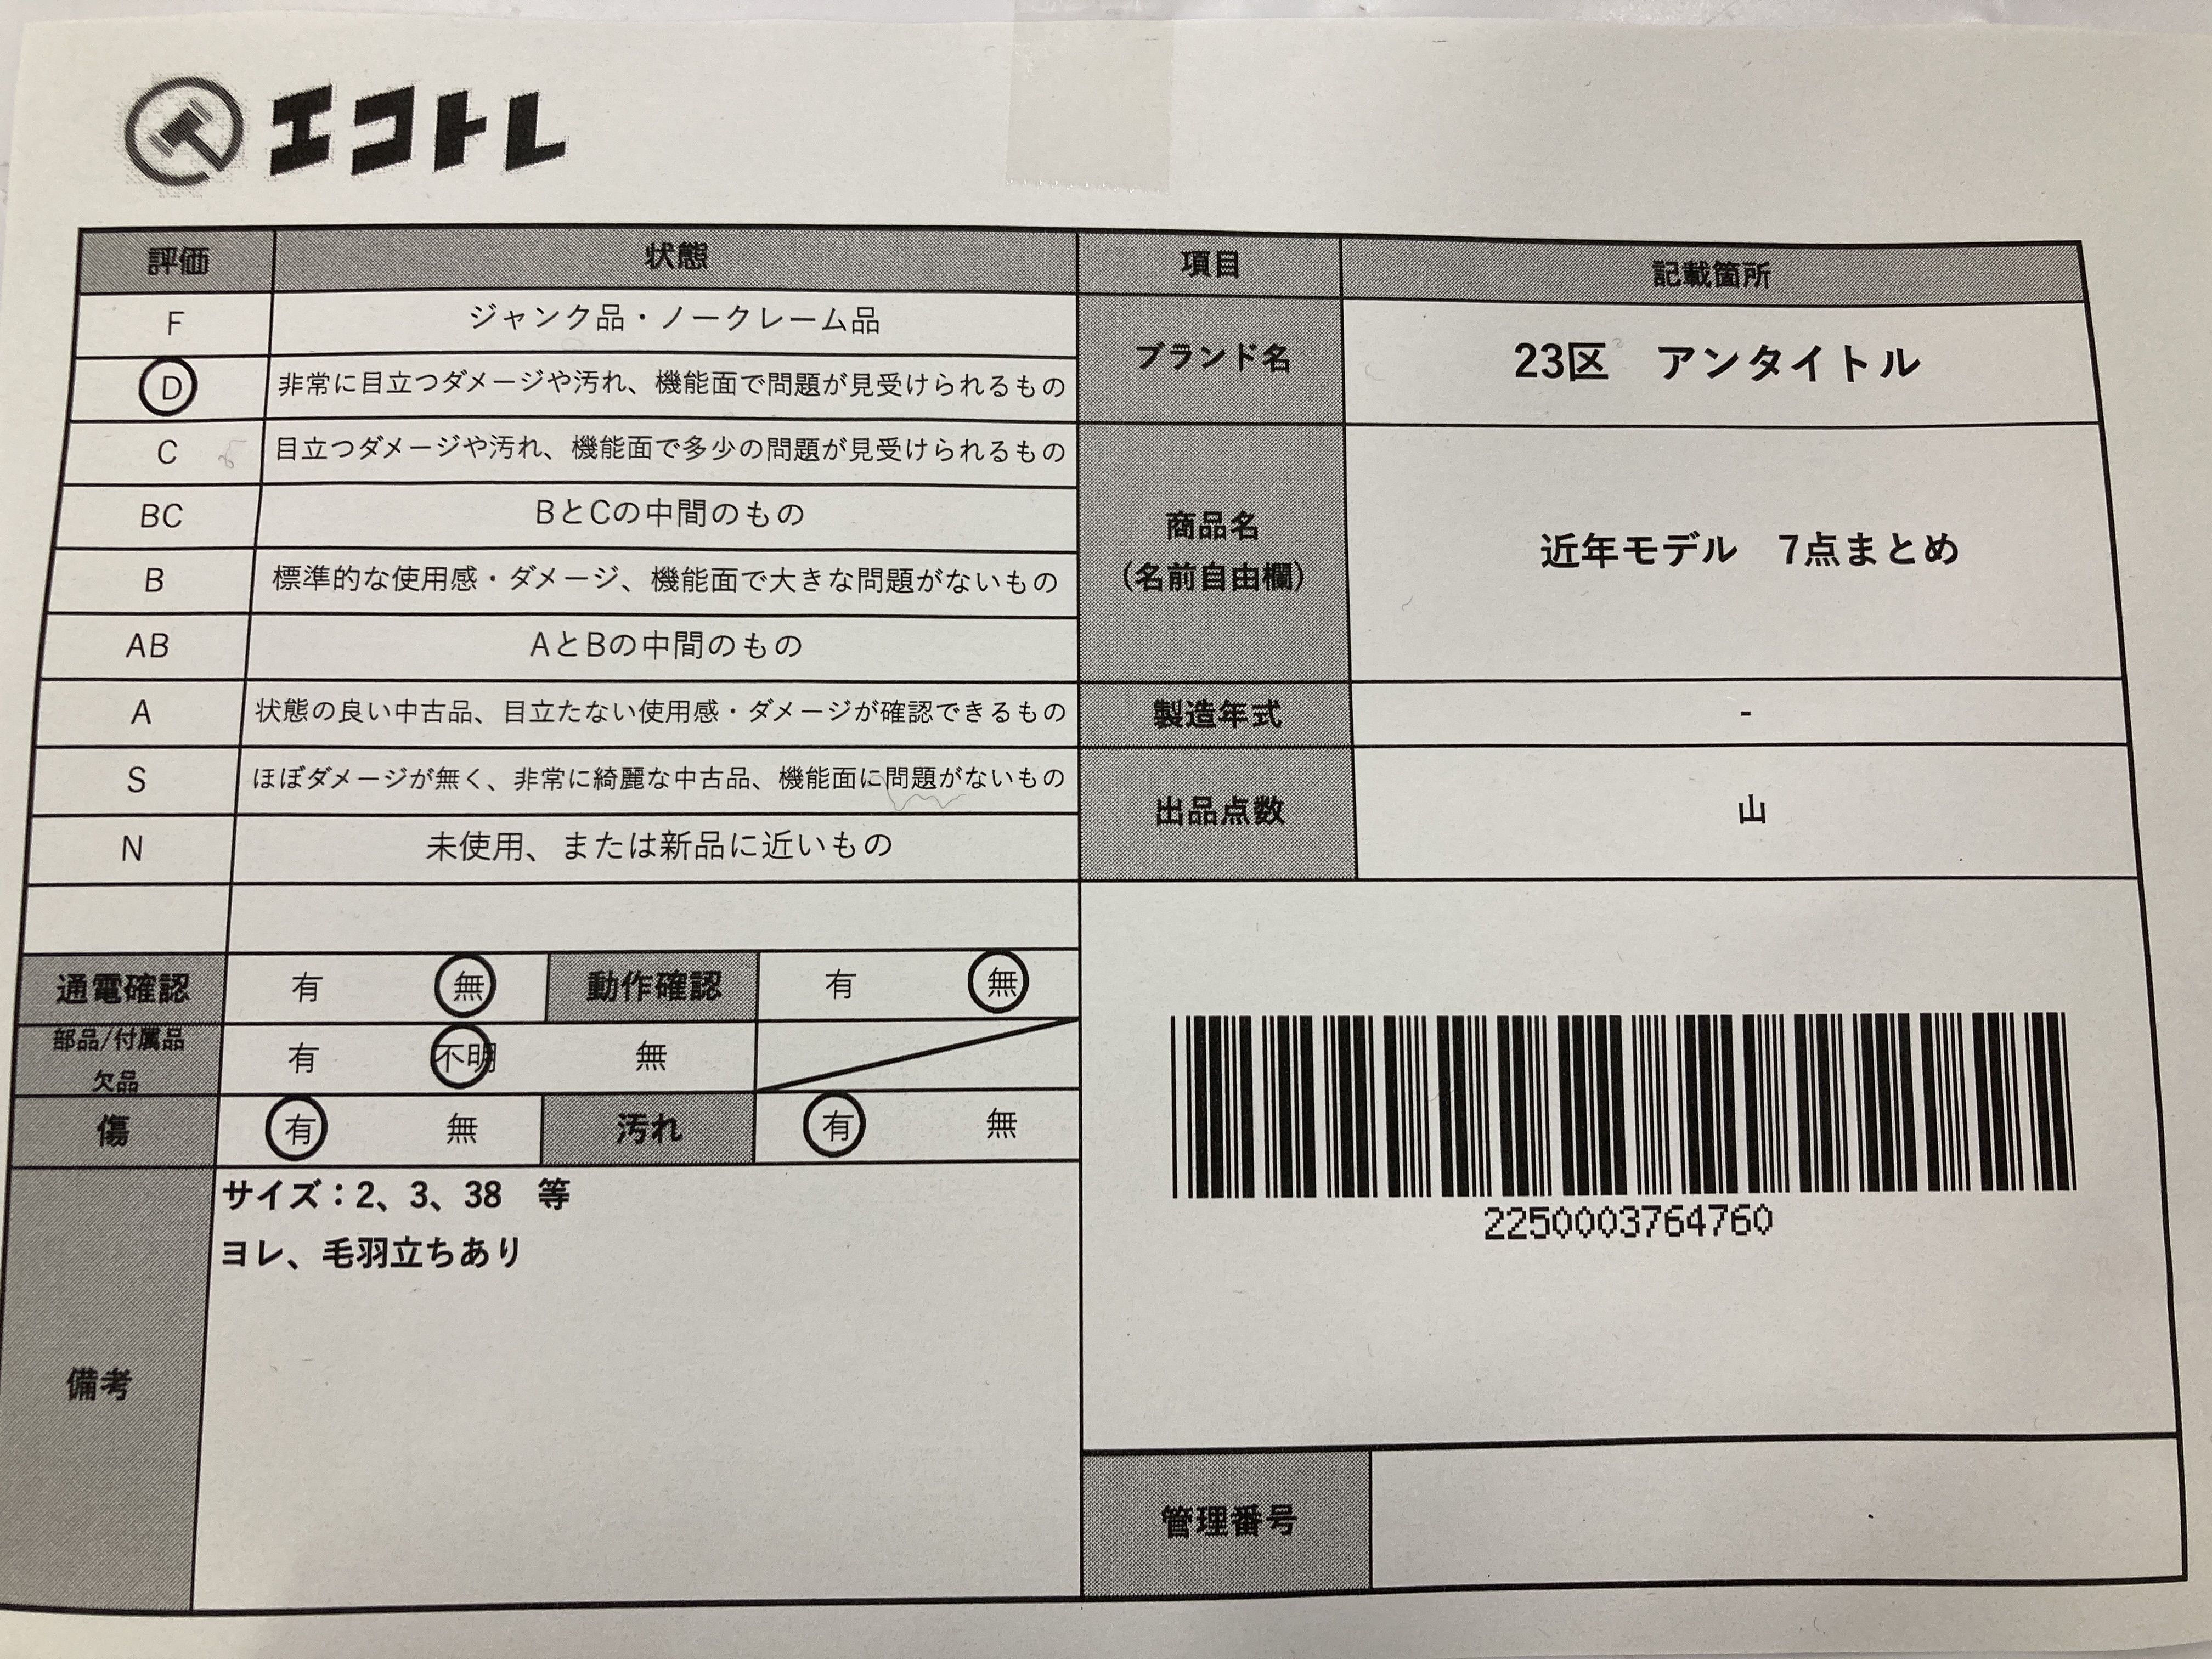 エコトレ
評価 状態 項目 記載箇所
F ジャンク品・ノークレーム品
D 非常に目立つダメージや汚れ、機能面で問題が見受けられるもの
ブランド名 23区 アンタイトル
C 目立つダメージや汚れ、機能面で多少の問題が見受けられるもの
BC BとCの中間のもの
商品名
(名前自由欄)
近年モデル 7点まとめ
B 標準的な使用感・ダメージ、機能面で大きな問題がないもの
AB AとBの中間のもの
A 状態の良い中古品、目立たない使用感・ダメージが確認できるもの
製造年式 -
S ほぼダメージが無く、非常に綺麗な中古品、機能面に問題がないもの
出品点数 山
N 未使用、または新品に近いもの
通電確認 有 無 動作確認 有 無
部品/付属品
欠品
有 不明 無
傷 有 無 汚れ 有 無
備考
サイズ：2、3、38 等
ヨレ、毛羽立ちあり
2250003764760
管理番号